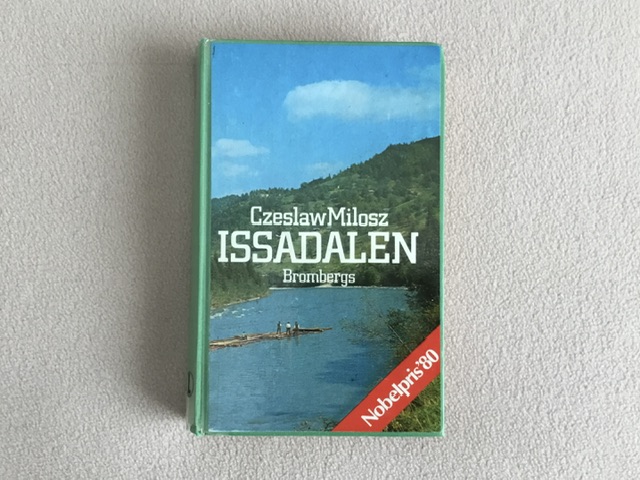 Czeslaw Milosz
ISSADALEN
Brombergs
Nobelpris'80